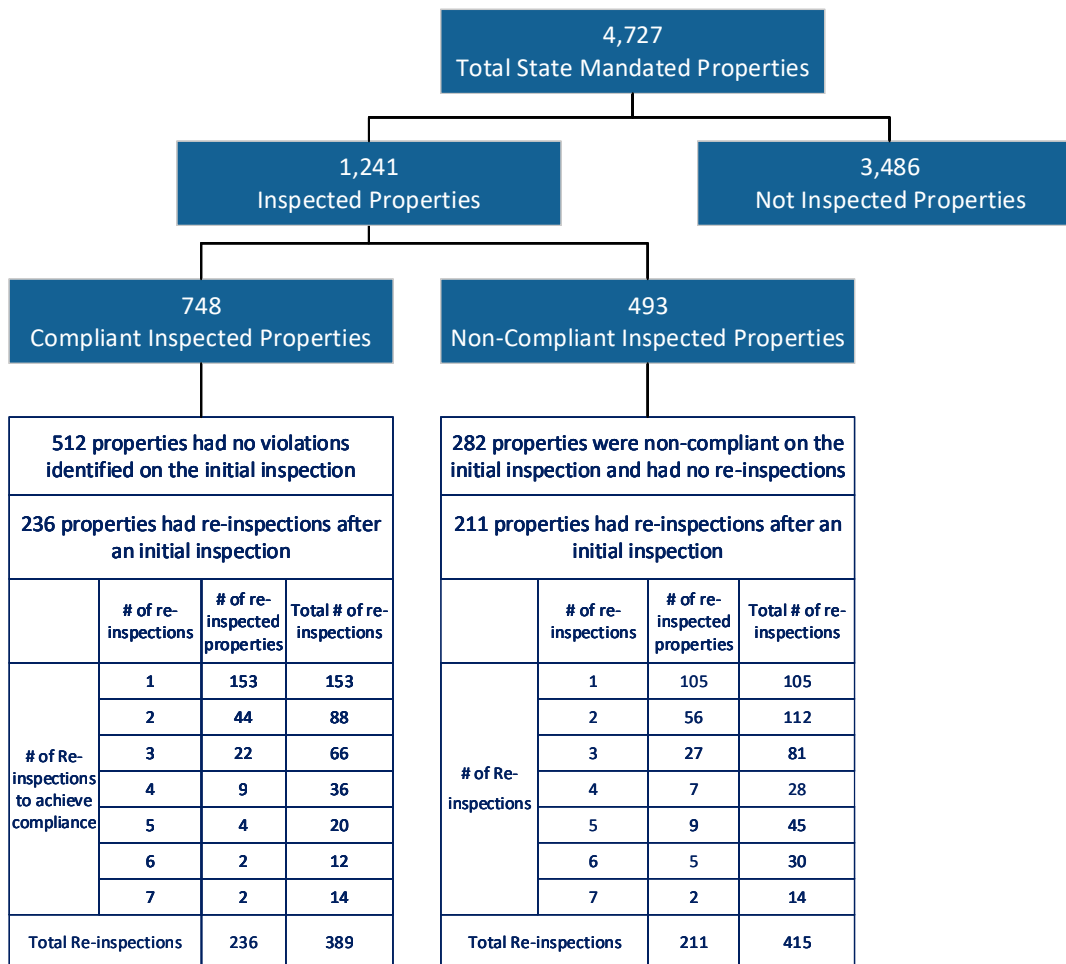 4,727
Total State Mandated Properties
1,241
Inspected Properties
3,486
Not Inspected Properties
748
Compliant Inspected Properties
493
Non-Compliant Inspected Properties
512 properties had no violations
identified on the initial inspection
236 properties had re-inspections after
an initial inspection
# of re-
inspections
# of re-
inspected
properties
Total # of re-
inspections
# of Re-
inspections
to achieve
compliance
1 153 153
2 44 88
3 22 66
4 9 36
5 4 20
6 2 12
7 2 14
Total Re-inspections 236 389
282 properties were non-compliant on the
initial inspection and had no re-inspections
211 properties had re-inspections after an
initial inspection
# of re-
inspections
# of re-
inspected
properties
Total # of re-
inspections
# of Re-
inspections
1 105 105
2 56 112
3 27 81
4 7 28
5 9 45
6 5 30
7 2 14
Total Re-inspections 211 415